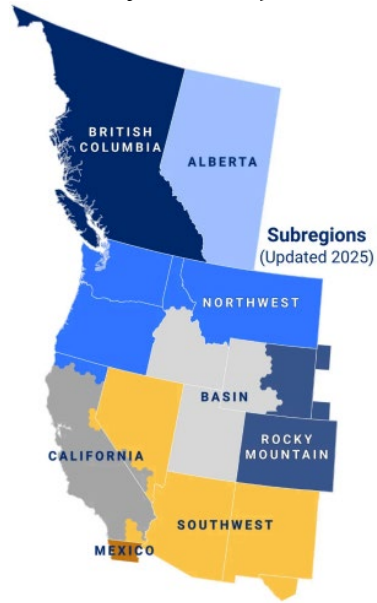 BRITISH
COLUMBIA
ALBERTA
Subregions
(Updated 2025)
NORTHWEST
BASIN
ROCKY
MOUNTAIN
CALIFORNIA
SOUTHWEST
MEXICO